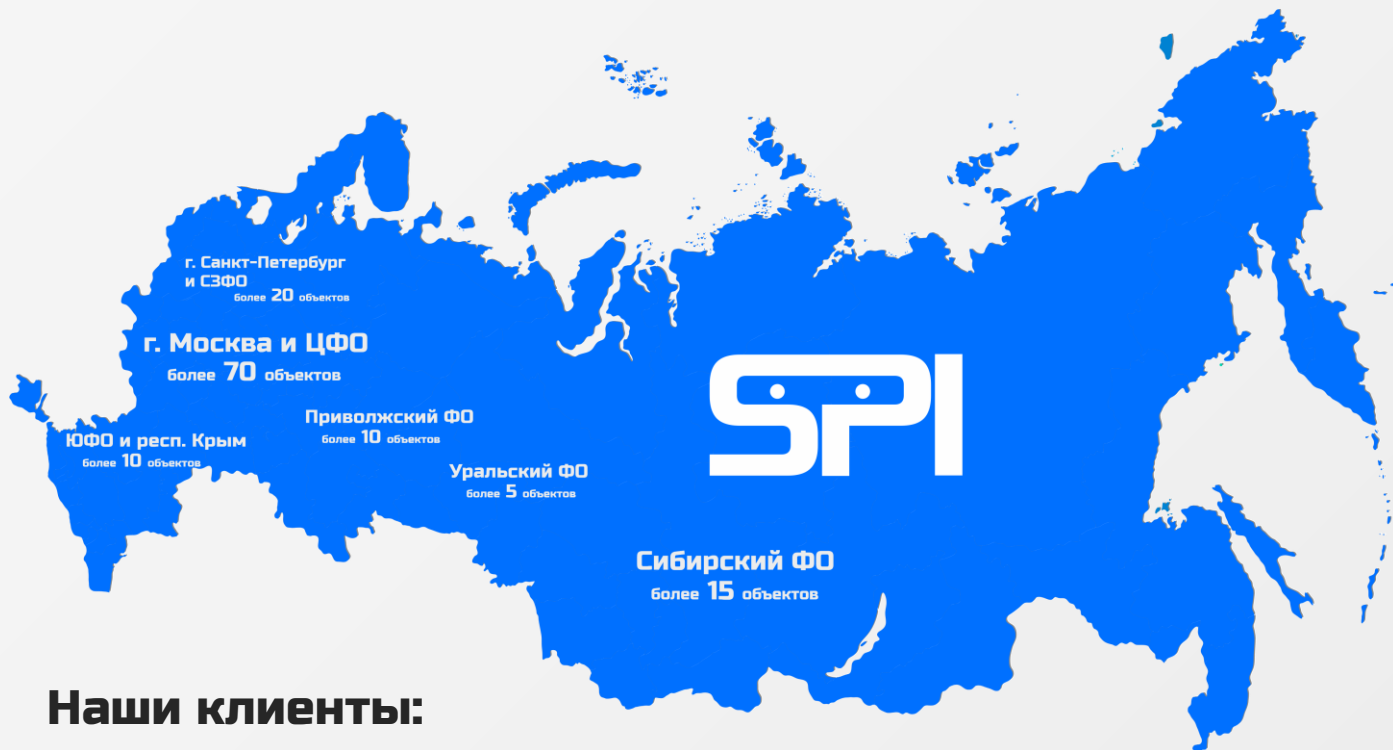 г. Санкт-Петербург
и СЗФО
более 20 объектов
г. Москва и ЦФО
более 70 объектов
Приволжский ФО
более 10 объектов
ЮФО и респ. Крым
более 10 объектов
Уральский ФО
более 5 объектов
SPI
Сибирский ФО
более 15 объектов
Наши клиенты: